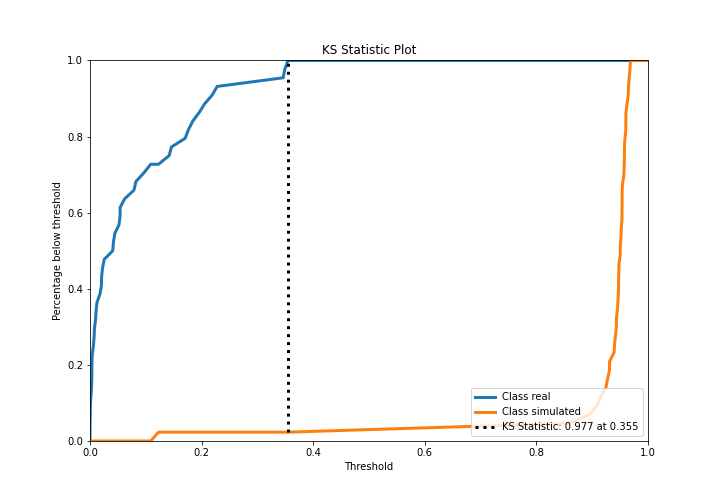 KS Statistic Plot
1.0
0.8
0.6
0.4
0.2
0.0
Percentage below threshold
0.0 0.2 0.4 0.6 0.8 1.0
Threshold
Class real
Class simulated
KS Statistic: 0.977 at 0.355